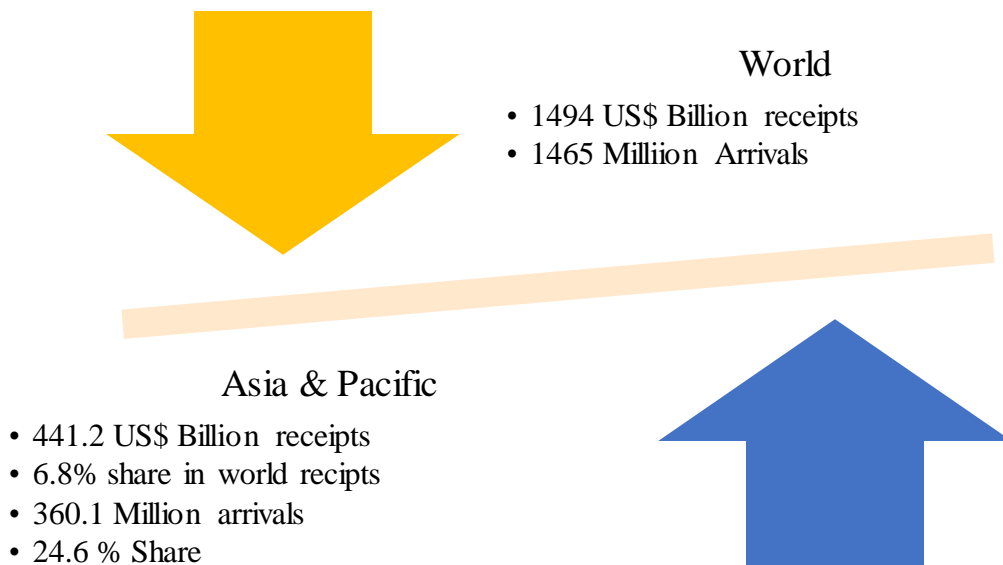 World
• 1494 US$ Billion receipts
• 1465 Milliion Arrivals
Asia & Pacific
• 441.2 US$ Billion receipts
• 6.8% share in world recipts
• 360.1 Million arrivals
• 24.6 % Share